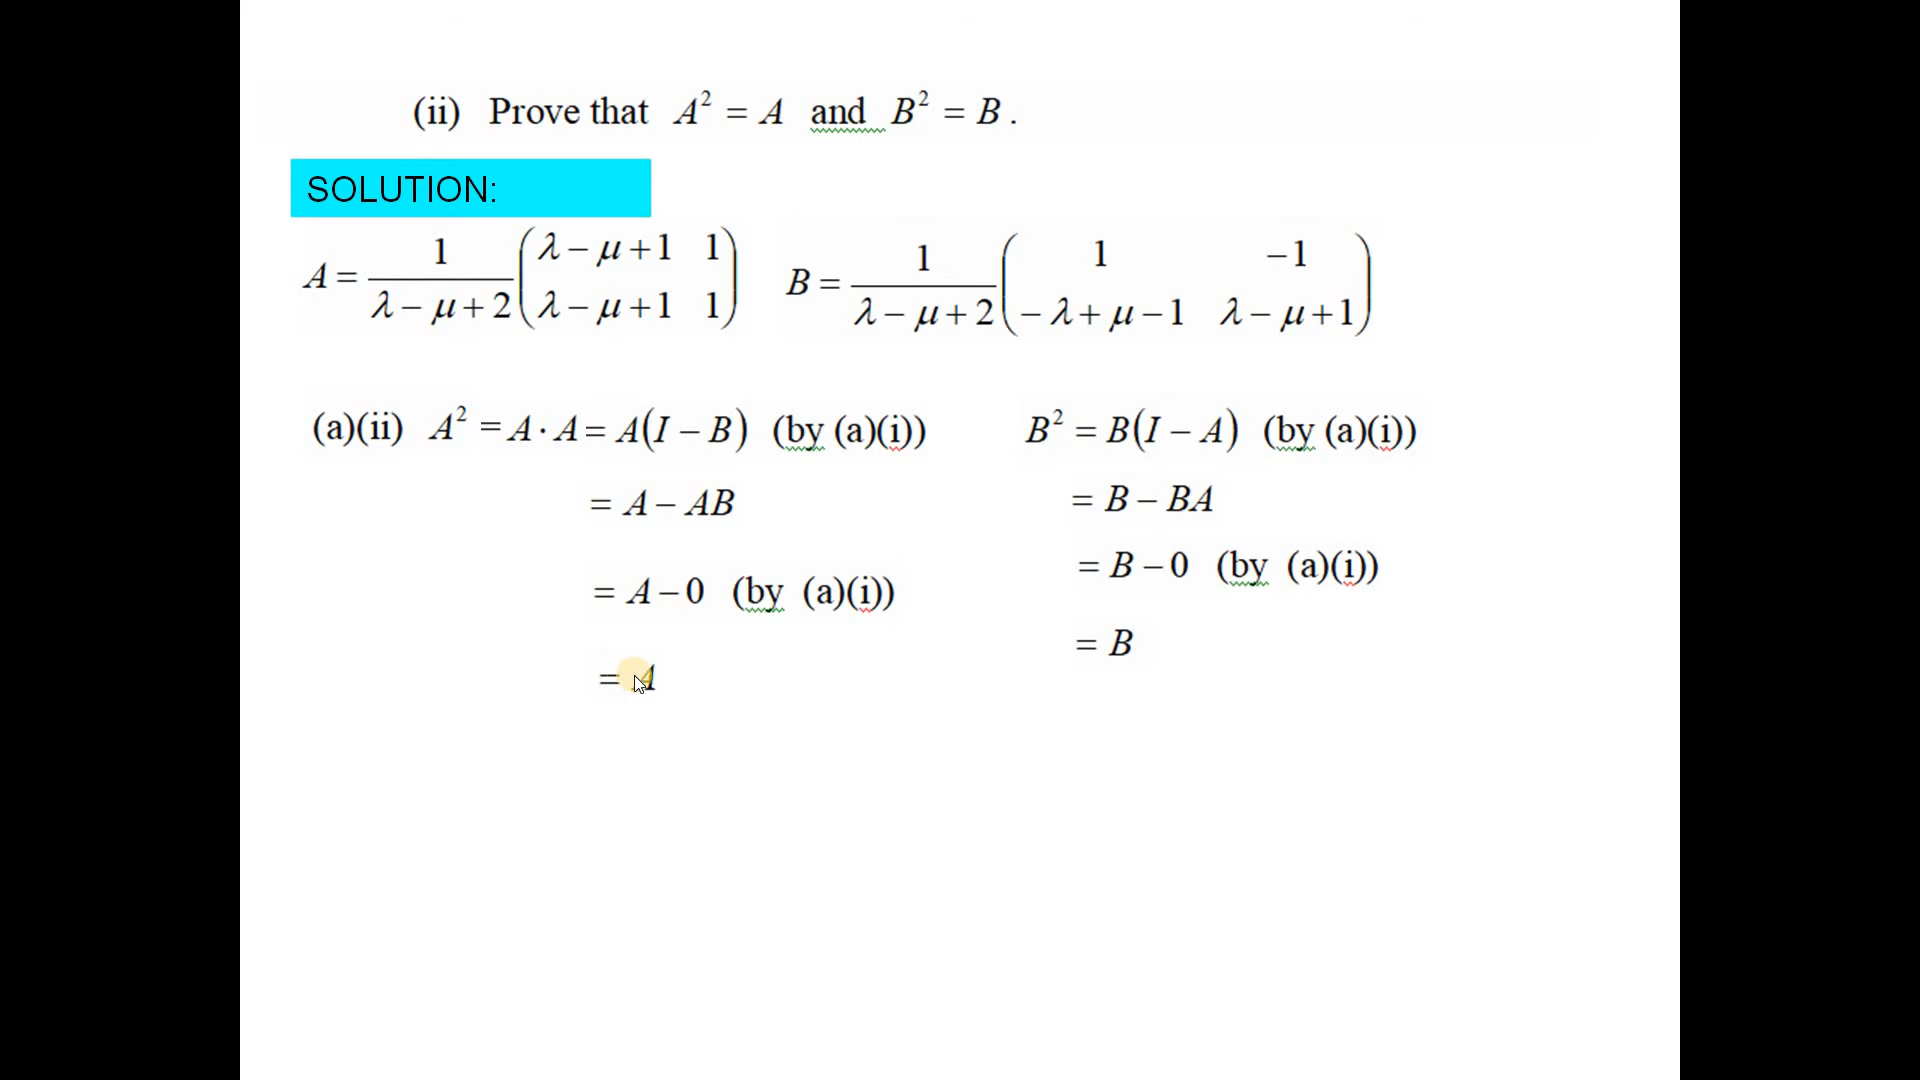 (ii) Prove that A² = A and B² = B .
SOLUTION:
A = 1/(λ − μ + 2) (λ − μ + 1 1; λ − μ + 1 1) B = 1/(λ − μ + 2) (1 −1; − λ + μ − 1 λ − μ + 1)
(a)(ii) A² = A · A = A(I − B) (by (a)(i)) B² = B(I − A) (by (a)(i))
= A − AB = B − BA
= A − 0 (by (a)(i)) = B − 0 (by (a)(i))
= A = B